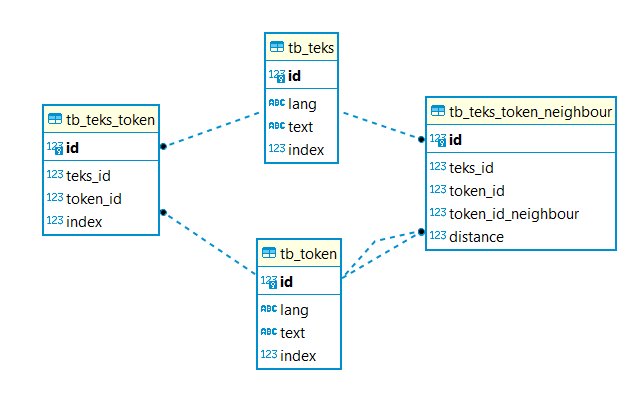 tb_teks
123 id
ABC lang
ABC text
123 index
tb_teks_token
123 id
123 teks_id
123 token_id
123 index
tb_teks_token_neighbour
123 id
123 teks_id
123 token_id
123 token_id_neighbour
123 distance
tb_token
123 id
ABC lang
ABC text
123 index